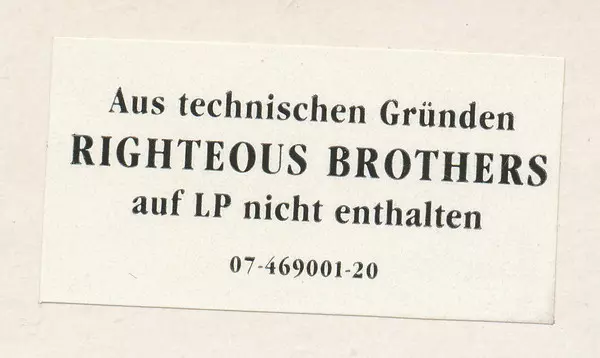 Aus technischen Gründen
RIGHTEOUS BROTHERS
auf LP nicht enthalten
07-469001-20